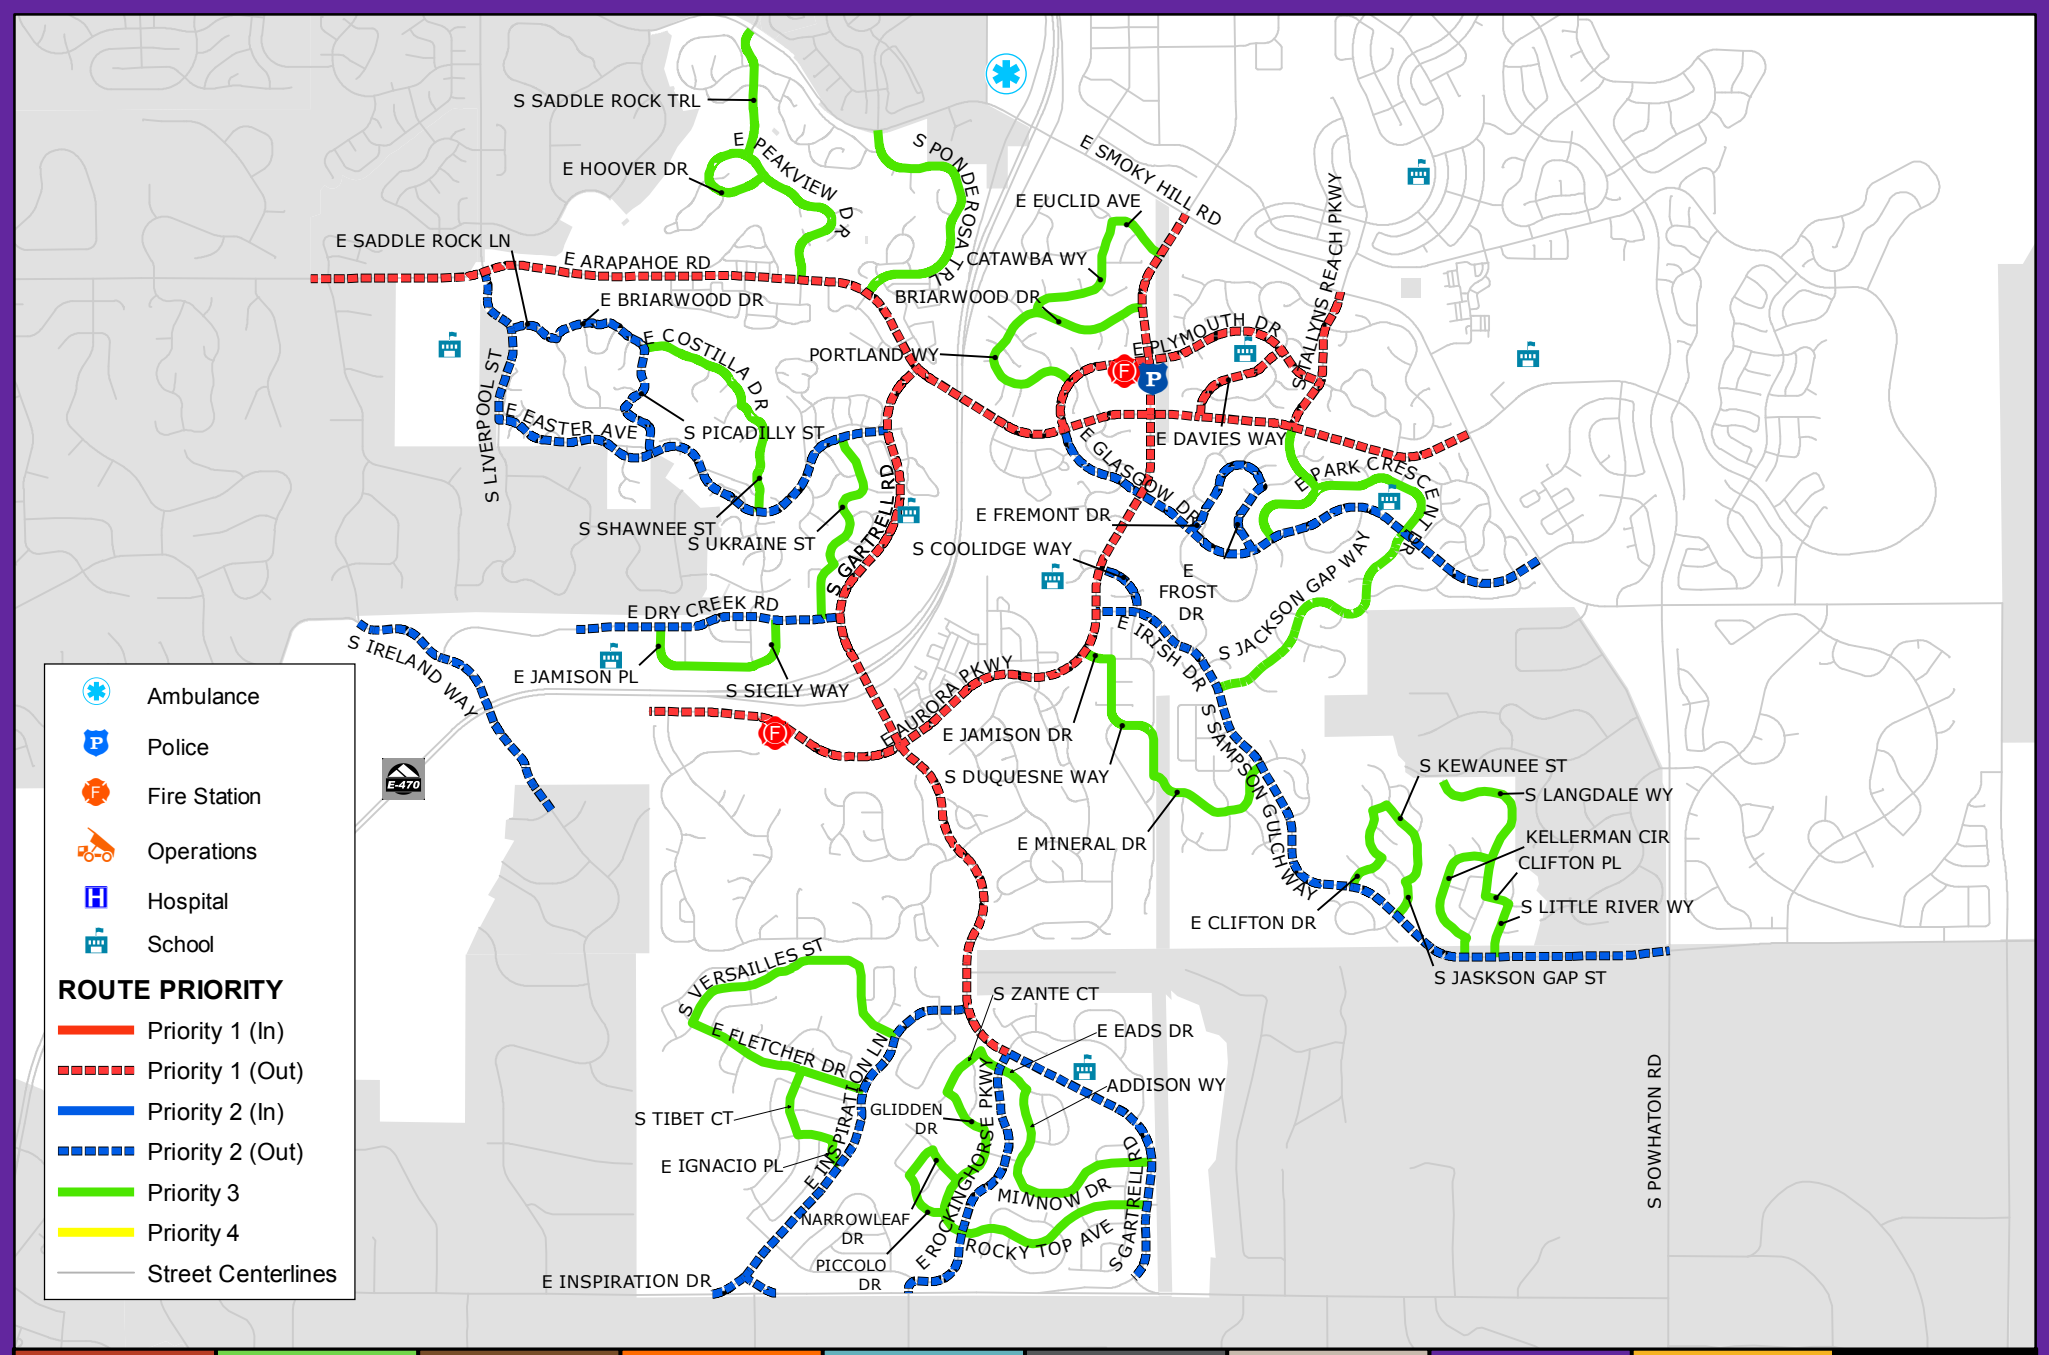 S SADDLE ROCK TRL
E PEAKVIEW DR
E HOOVER DR
S PONDEROSA TRL
E SMOKY HILL RD
E EUCLID AVE
S TALLYNS REACH PKWY
E SADDLE ROCK LN
E ARAPAHOE RD
CATAWBA WY
E BRIARWOOD DR
BRIARWOOD DR
E COSTILLA DR
PORTLAND WY
E PLYMOUTH DR
F
P
S LIVERPOOL ST
E EASTER AVE
S PICADILLY ST
E DAVIES WAY
E GLASGOW DR
E PARK CRESCENT DR
S SHAWNEE ST
S UKRAINE ST
S GARTRELL RD
E FREMONT DR
S COOLIDGE WAY
E
FROST
DR
S JACKSON GAP WAY
E DRY CREEK RD
E IRISH DR
S IRELAND WAY
E JAMISON PL
S SICILY WAY
E AURORA PKWY
F
E JAMISON DR
S SAMPSON GULCH WAY
S DUQUESNE WAY
E-470
S KEWAUNEE ST
S LANGDALE WY
E MINERAL DR
KELLERMAN CIR
CLIFTON PL
S LITTLE RIVER WY
E CLIFTON DR
S JASKSON GAP ST
S VERSAILLES ST
S ZANTE CT
E FLETCHER DR
E EADS DR
ADDISON WY
S TIBET CT
GLIDDEN
DR
E INSPIRATION LN
E IGNACIO PL
E ROCKINGHORSE PKWY
MINNOW DR
S GARTRELL RD
S POWHATON RD
NARROWLEAF
DR
ROCKY TOP AVE
PICCOLO
DR
E INSPIRATION DR
Ambulance
P Police
F Fire Station
Operations
H Hospital
School
ROUTE PRIORITY
Priority 1 (In)
Priority 1 (Out)
Priority 2 (In)
Priority 2 (Out)
Priority 3
Priority 4
Street Centerlines